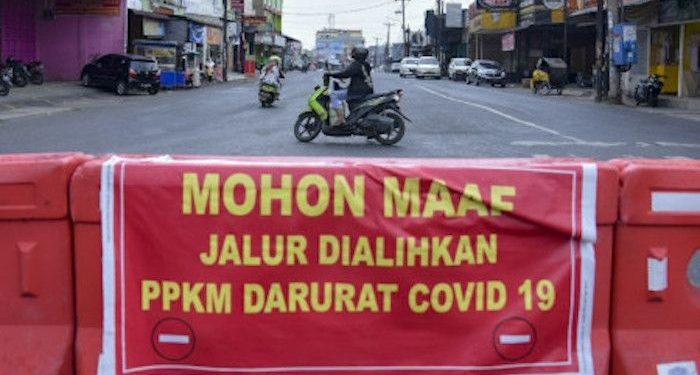 MOHON MAAF
JALUR DIALIHKAN
PPKM DARURAT COVID 19